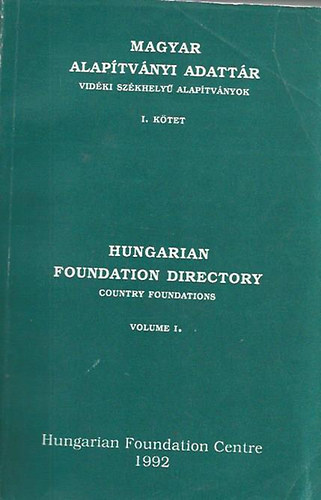 MAGYAR
ALAPÍTVÁNYI ADATTÁR
VIDÉKI SZÉKHELYŰ ALAPÍTVÁNYOK
I. KÖTET
HUNGARIAN
FOUNDATION DIRECTORY
COUNTRY FOUNDATIONS
VOLUME I.
Hungarian Foundation Centre
1992